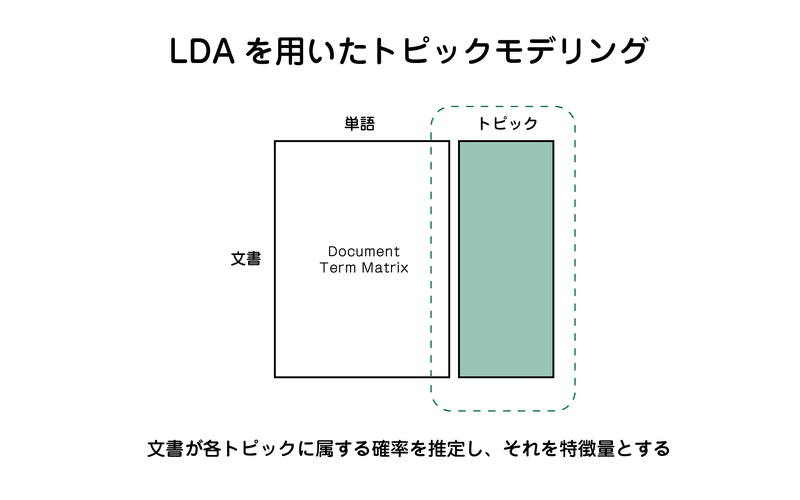 LDA を用いたトピックモデリング
単語
トピック
文書
Document
Term Matrix
文書が各トピックに属する確率を推定し、それを特徴量とする